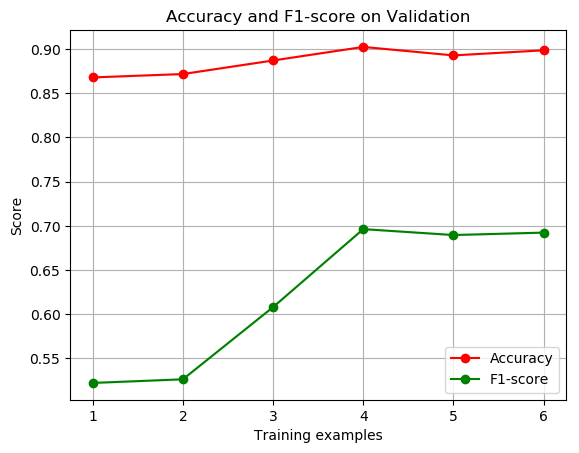 Accuracy and F1-score on Validation
0.90
0.85
0.80
0.75
0.70
0.65
0.60
0.55
Score
1 2 3 4 5 6
Training examples
Accuracy
F1-score